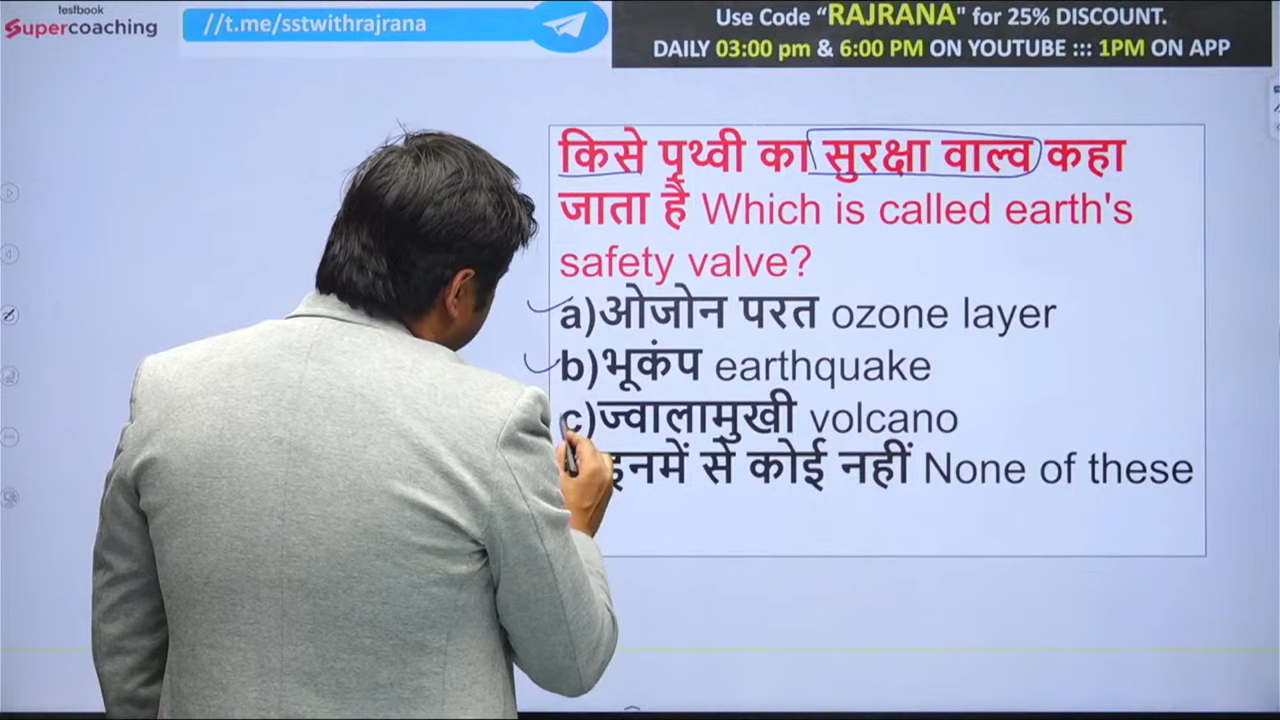 testbook
Supercoaching
//t.me/sstwithrajrana
Use Code “RAJRANA" for 25% DISCOUNT.
DAILY 03:00 pm & 6:00 PM ON YOUTUBE ::: 1PM ON APP
किसे पृथ्वी का सुरक्षा वाल्व कहा
जाता है Which is called earth's
safety valve?
a)ओजोन परत ozone layer
b)भूकंप earthquake
c)ज्वालामुखी volcano
इनमें से कोई नहीं None of these